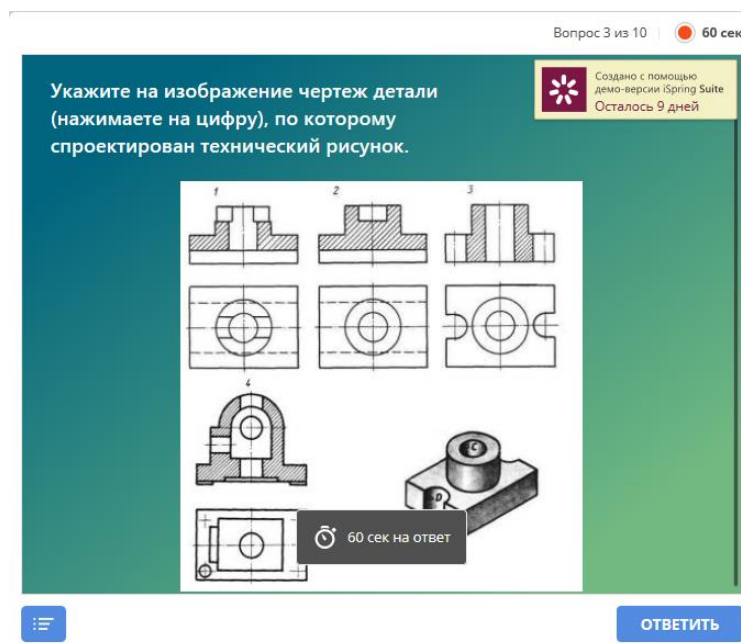 Вопрос 3 из 10
60 сек
Укажите на изображение чертеж детали
(нажимаете на цифру), по которому
спроектирован технический рисунок.
Создано с помощью
демо-версии iSpring Suite
Осталось 9 дней
1
2
3
4
C
D
60 сек на ответ
ОТВЕТИТЬ